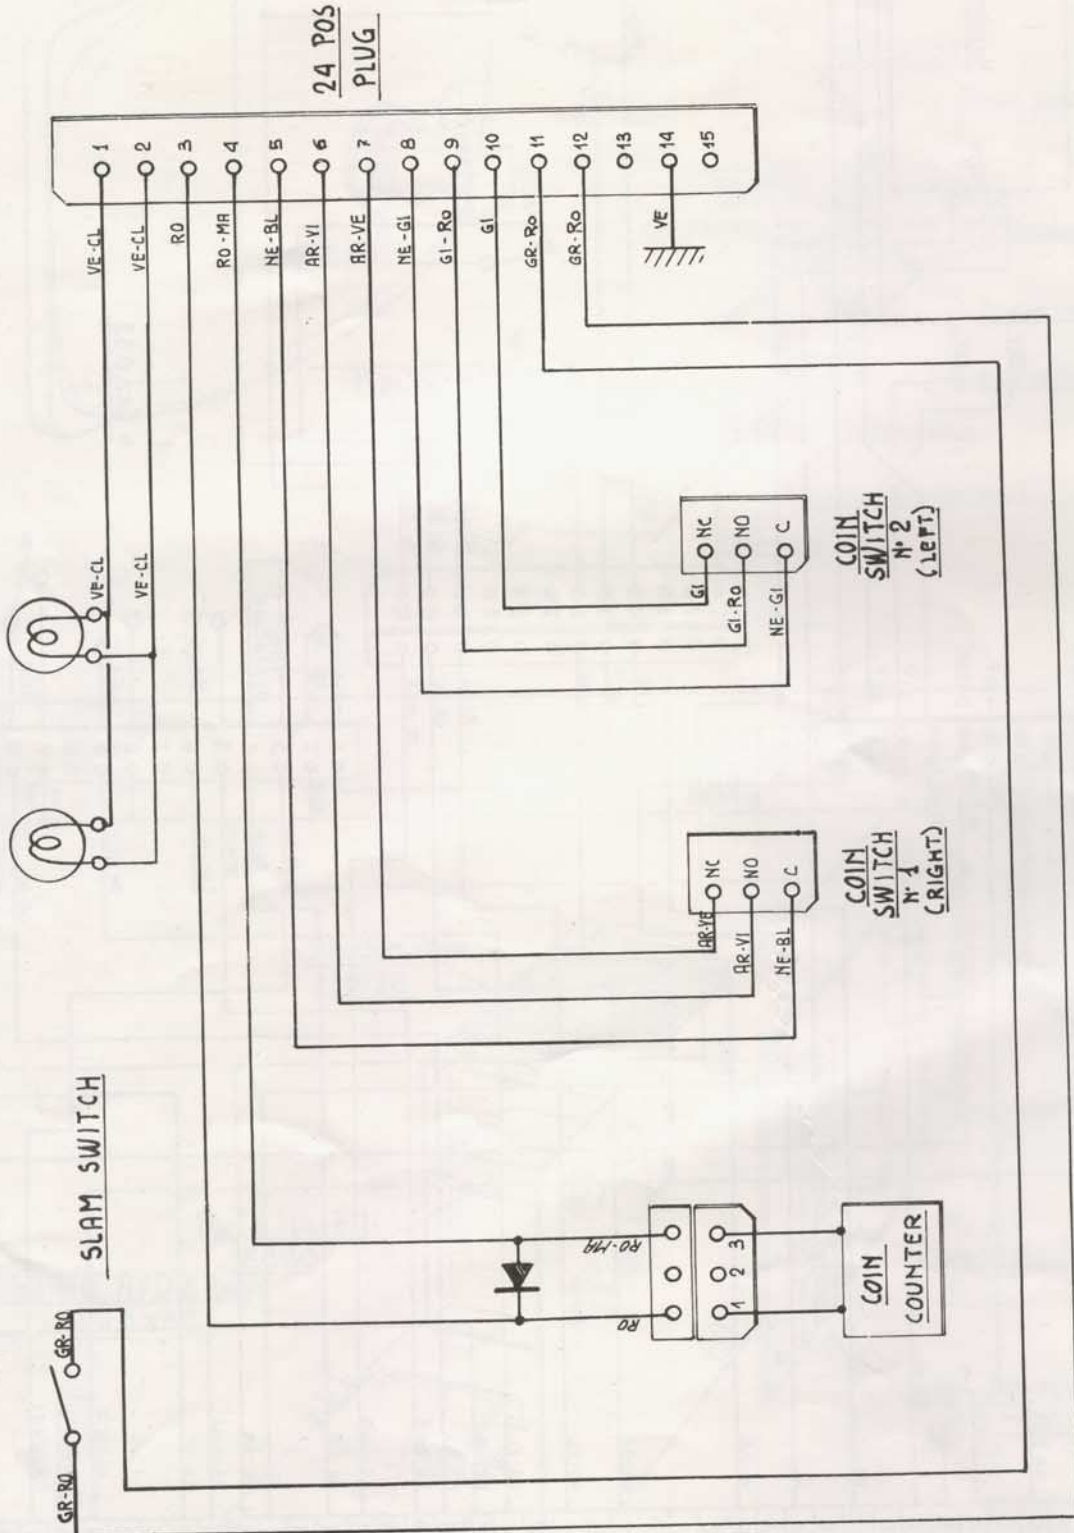 24 POS
PLUG
1
2
3
4
5
6
7
8
9
10
11
12
13
14
15
VE-CL
VE-CL
RO
RO-MA
NE-BL
AR-VI
AR-VE
NE-GI
GI-RO
GI
GR-RO
GR-RO
VE
VE-CL
VE-CL
GI
GI-RO
NE-GI
NC
NO
C
COIN
SWITCH
N° 2
(LEFT)
AR-VE
AR-VI
NE-BL
NC
NO
C
COIN
SWITCH
N° 1
(RIGHT)
SLAM SWITCH
GR-RO
GR-RO
RO-MA
RO
1
2
3
COIN
COUNTER